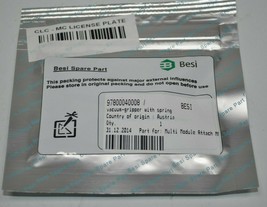 CLC - MC LICENSE PLATE
Besi
Besi Spare Part
This packing protects against major external influences
Please store in original packing and do not open before use
97800040008 /
BESI
vacuum-gripper with spring
Country of origin : Austria
Qty. 1
31.12.2014 Part for: Multi Module Attach M